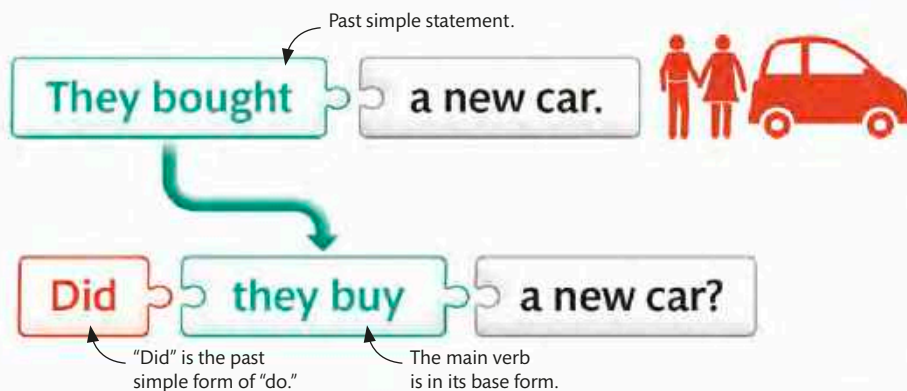 Past simple statement.
They bought a new car.
Did they buy a new car?
"Did" is the past
simple form of "do."
The main verb
is in its base form.